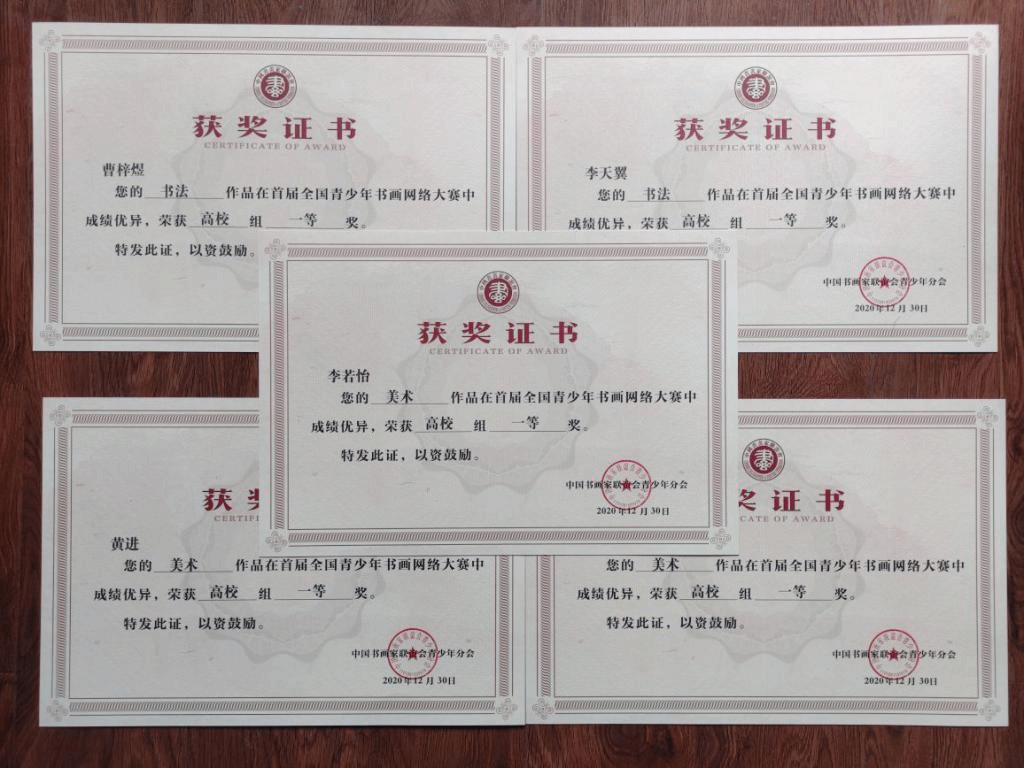 获奖证书
CERTIFICATE OF AWARD
曹梓煜
您的 书法 作品在首届全国青少年书画网络大赛中
成绩优异，荣获 高校 组 一等 奖。
特发此证，以资鼓励。
获奖证书
CERTIFICATE OF AWARD
李天翼
您的 书法 作品在首届全国青少年书画网络大赛中
成绩优异，荣获 高校 组 一等 奖。
中国书画家联合会青少年分会
2020年12月30日
获奖证书
CERTIFICATE OF AWARD
李若怡
您的 美术 作品在首届全国青少年书画网络大赛中
成绩优异，荣获 高校 组 一等 奖。
特发此证，以资鼓励。
中国书画家联合会青少年分会
2020年12月30日
获奖
CERTI
黄进
您的 美术 作品在首届全国青少年书画网络大赛中
成绩优异，荣获 高校 组 一等 奖。
特发此证，以资鼓励。
中国书画家联合会青少年分会
2020年12月30日
奖证书
CATE OF AWARD
您的 美术 作品在首届全国青少年书画网络大赛中
成绩优异，荣获 高校 组 一等 奖。
特发此证，以资鼓励。
中国书画家联合会青少年分会
2020年12月30日